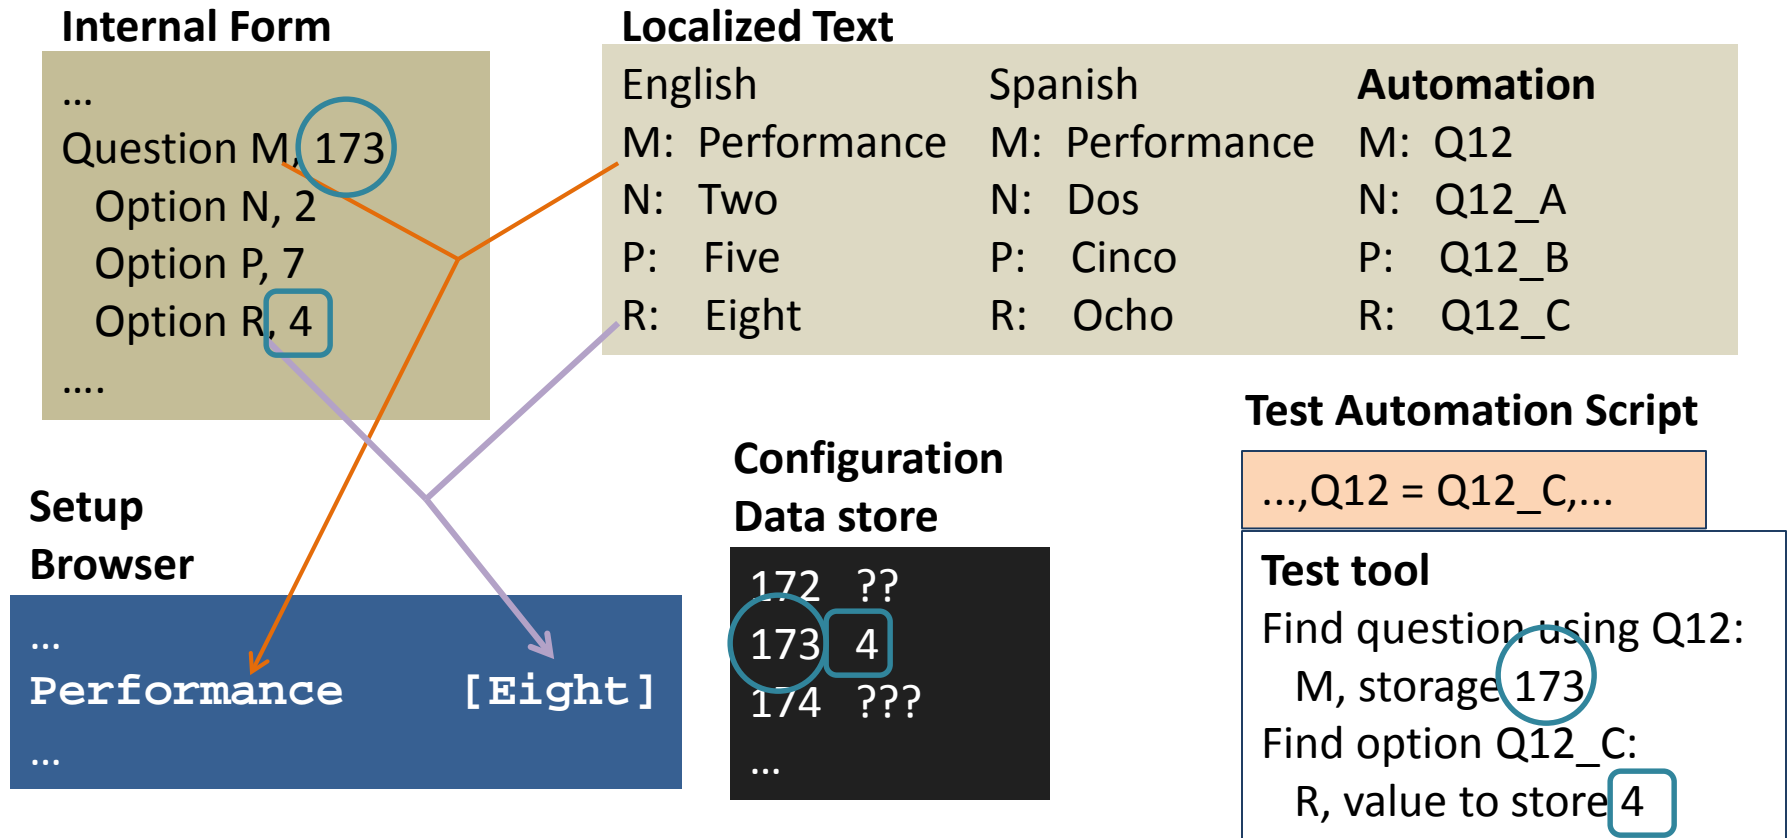 Internal Form
...
Question M, 173
Option N, 2
Option P, 7
Option R, 4
....
Localized Text
English Spanish Automation
M: Performance M: Performance M: Q12
N: Two N: Dos N: Q12_A
P: Five P: Cinco P: Q12_B
R: Eight R: Ocho R: Q12_C
Setup
Browser
...
Performance [Eight]
...
Configuration
Data store
172 ??
173 4
174 ???
...
Test Automation Script
...,Q12 = Q12_C,...
Test tool
Find question using Q12:
M, storage 173
Find option Q12_C:
R, value to store 4